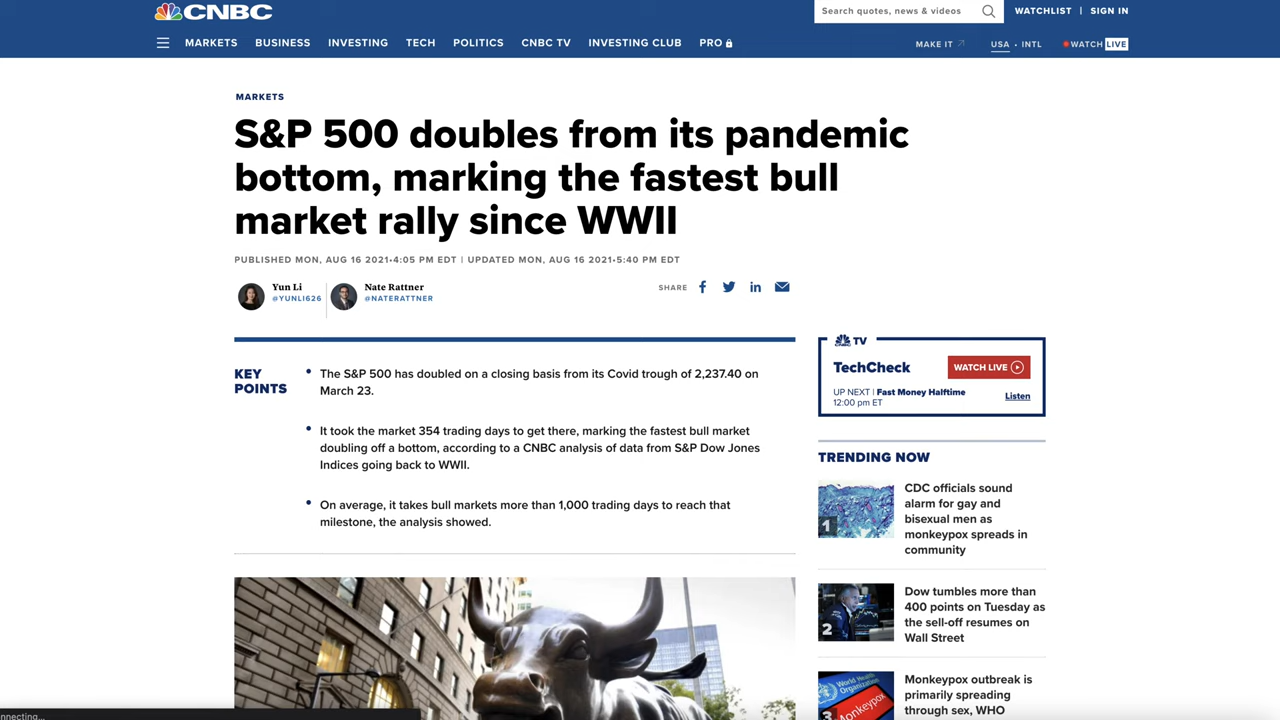 CNBC
Search quotes, news & videos
WATCHLIST | SIGN IN
MARKETS BUSINESS INVESTING TECH POLITICS CNBC TV INVESTING CLUB PRO
MAKE IT USA • INTL WATCH LIVE
MARKETS
S&P 500 doubles from its pandemic
bottom, marking the fastest bull
market rally since WWII
PUBLISHED MON, AUG 16 2021•4:05 PM EDT | UPDATED MON, AUG 16 2021•5:40 PM EDT
Yun Li
@YUNLI626
Nate Rattner
@NATERATTNER
SHARE
KEY
POINTS
• The S&P 500 has doubled on a closing basis from its Covid trough of 2,237.40 on
March 23.
• It took the market 354 trading days to get there, marking the fastest bull market
doubling off a bottom, according to a CNBC analysis of data from S&P Dow Jones
Indices going back to WWII.
• On average, it takes bull markets more than 1,000 trading days to reach that
milestone, the analysis showed.
CNBC TV
TechCheck
WATCH LIVE
UP NEXT | Fast Money Halftime
12:00 pm ET
Listen
TRENDING NOW
1
CDC officials sound
alarm for gay and
bisexual men as
monkeypox spreads in
community
2
Dow tumbles more than
400 points on Tuesday as
the sell-off resumes on
Wall Street
World Health
Organization
Monkeypox
3
Monkeypox outbreak is
primarily spreading
through sex, WHO
nnecting...